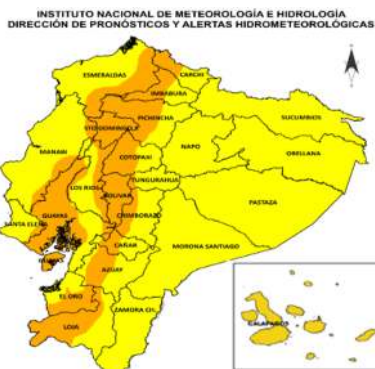 INSTITUTO NACIONAL DE METEOROLOGÍA E HIDROLOGÍA
DIRECCIÓN DE PRONÓSTICOS Y ALERTAS HIDROMETEOROLÓGICAS
ESMERALDAS
CARCHI
IMBABURA
PICHINCHA
SUCUMBIOS
MANABI
COTOPAXI
NAPO
ORELLANA
TUNGURAHUA
LOS RIOS
BOLIVAR
PASTAZA
GUAYAS
CHIMBORAZO
SANTA ELENA
CAÑAR
MORONA SANTIAGO
AZUAY
EL ORO
ZAMORA CH.
LOJA
GALAPAGOS